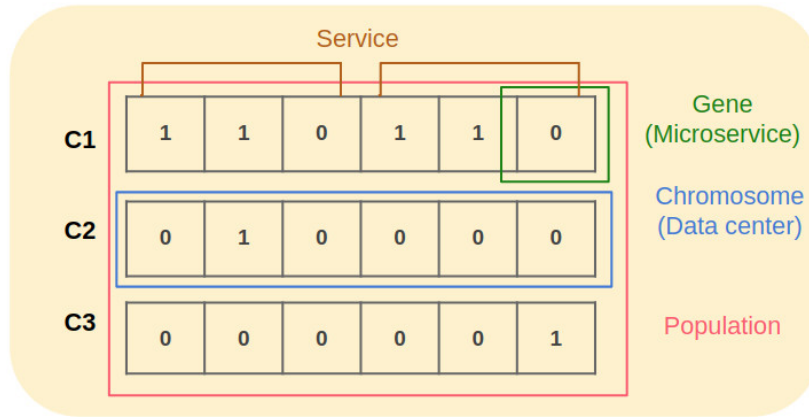 Service
C1 1 1 0 1 1 0
Gene
(Microservice)
C2 0 1 0 0 0 0
Chromosome
(Data center)
C3 0 0 0 0 0 1
Population